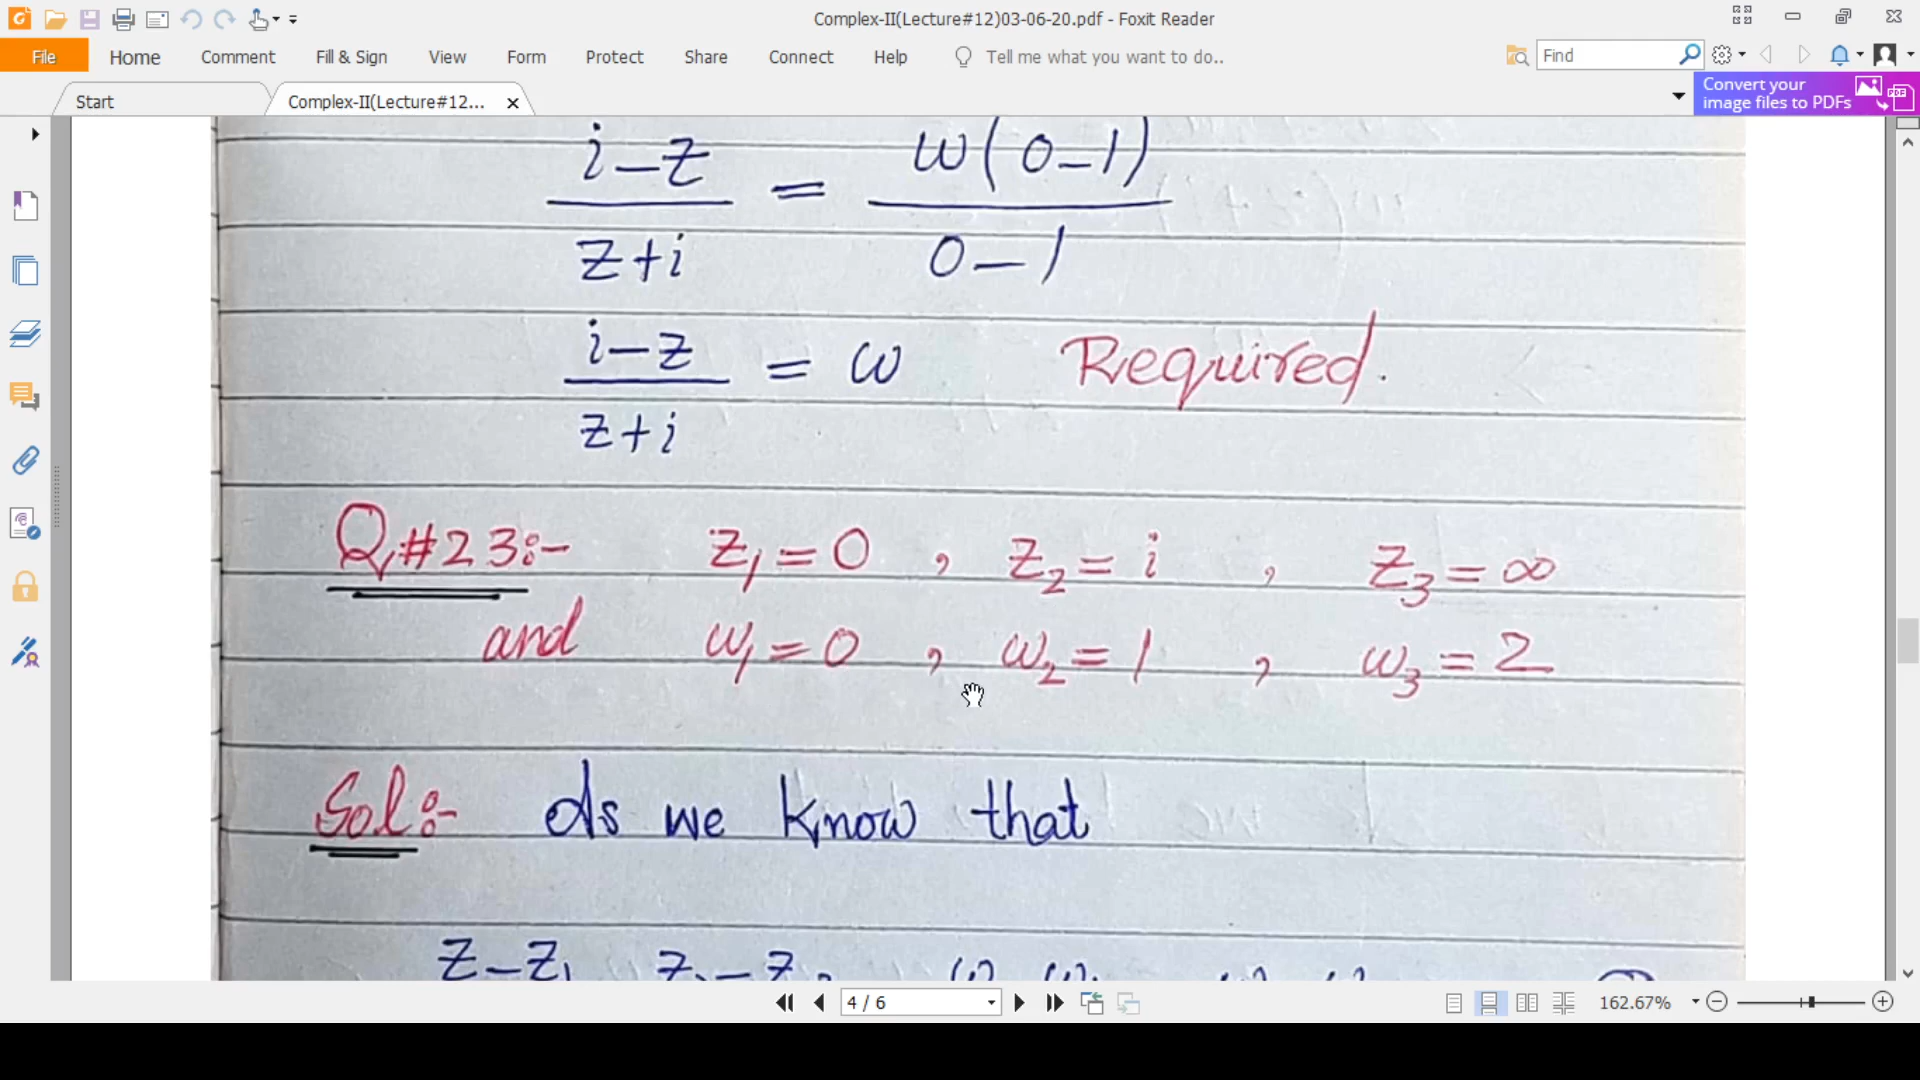 Complex-II(Lecture#12)03-06-20.pdf - Foxit Reader
File Home Comment Fill & Sign View Form Protect Share Connect Help Tell me what you want to do.. Find
Start Complex-II(Lecture#12... Convert your
image files to PDFs
i-z = w(0-1)
z+i 0-1
i-z = w Required.
z+i
Q#23:- z₁=0 , z₂=i , z₃=∞
and w₁=0 , w₂=1 , w₃=2
Sol:- As we know that
z-z₁
4 / 6 162.67%